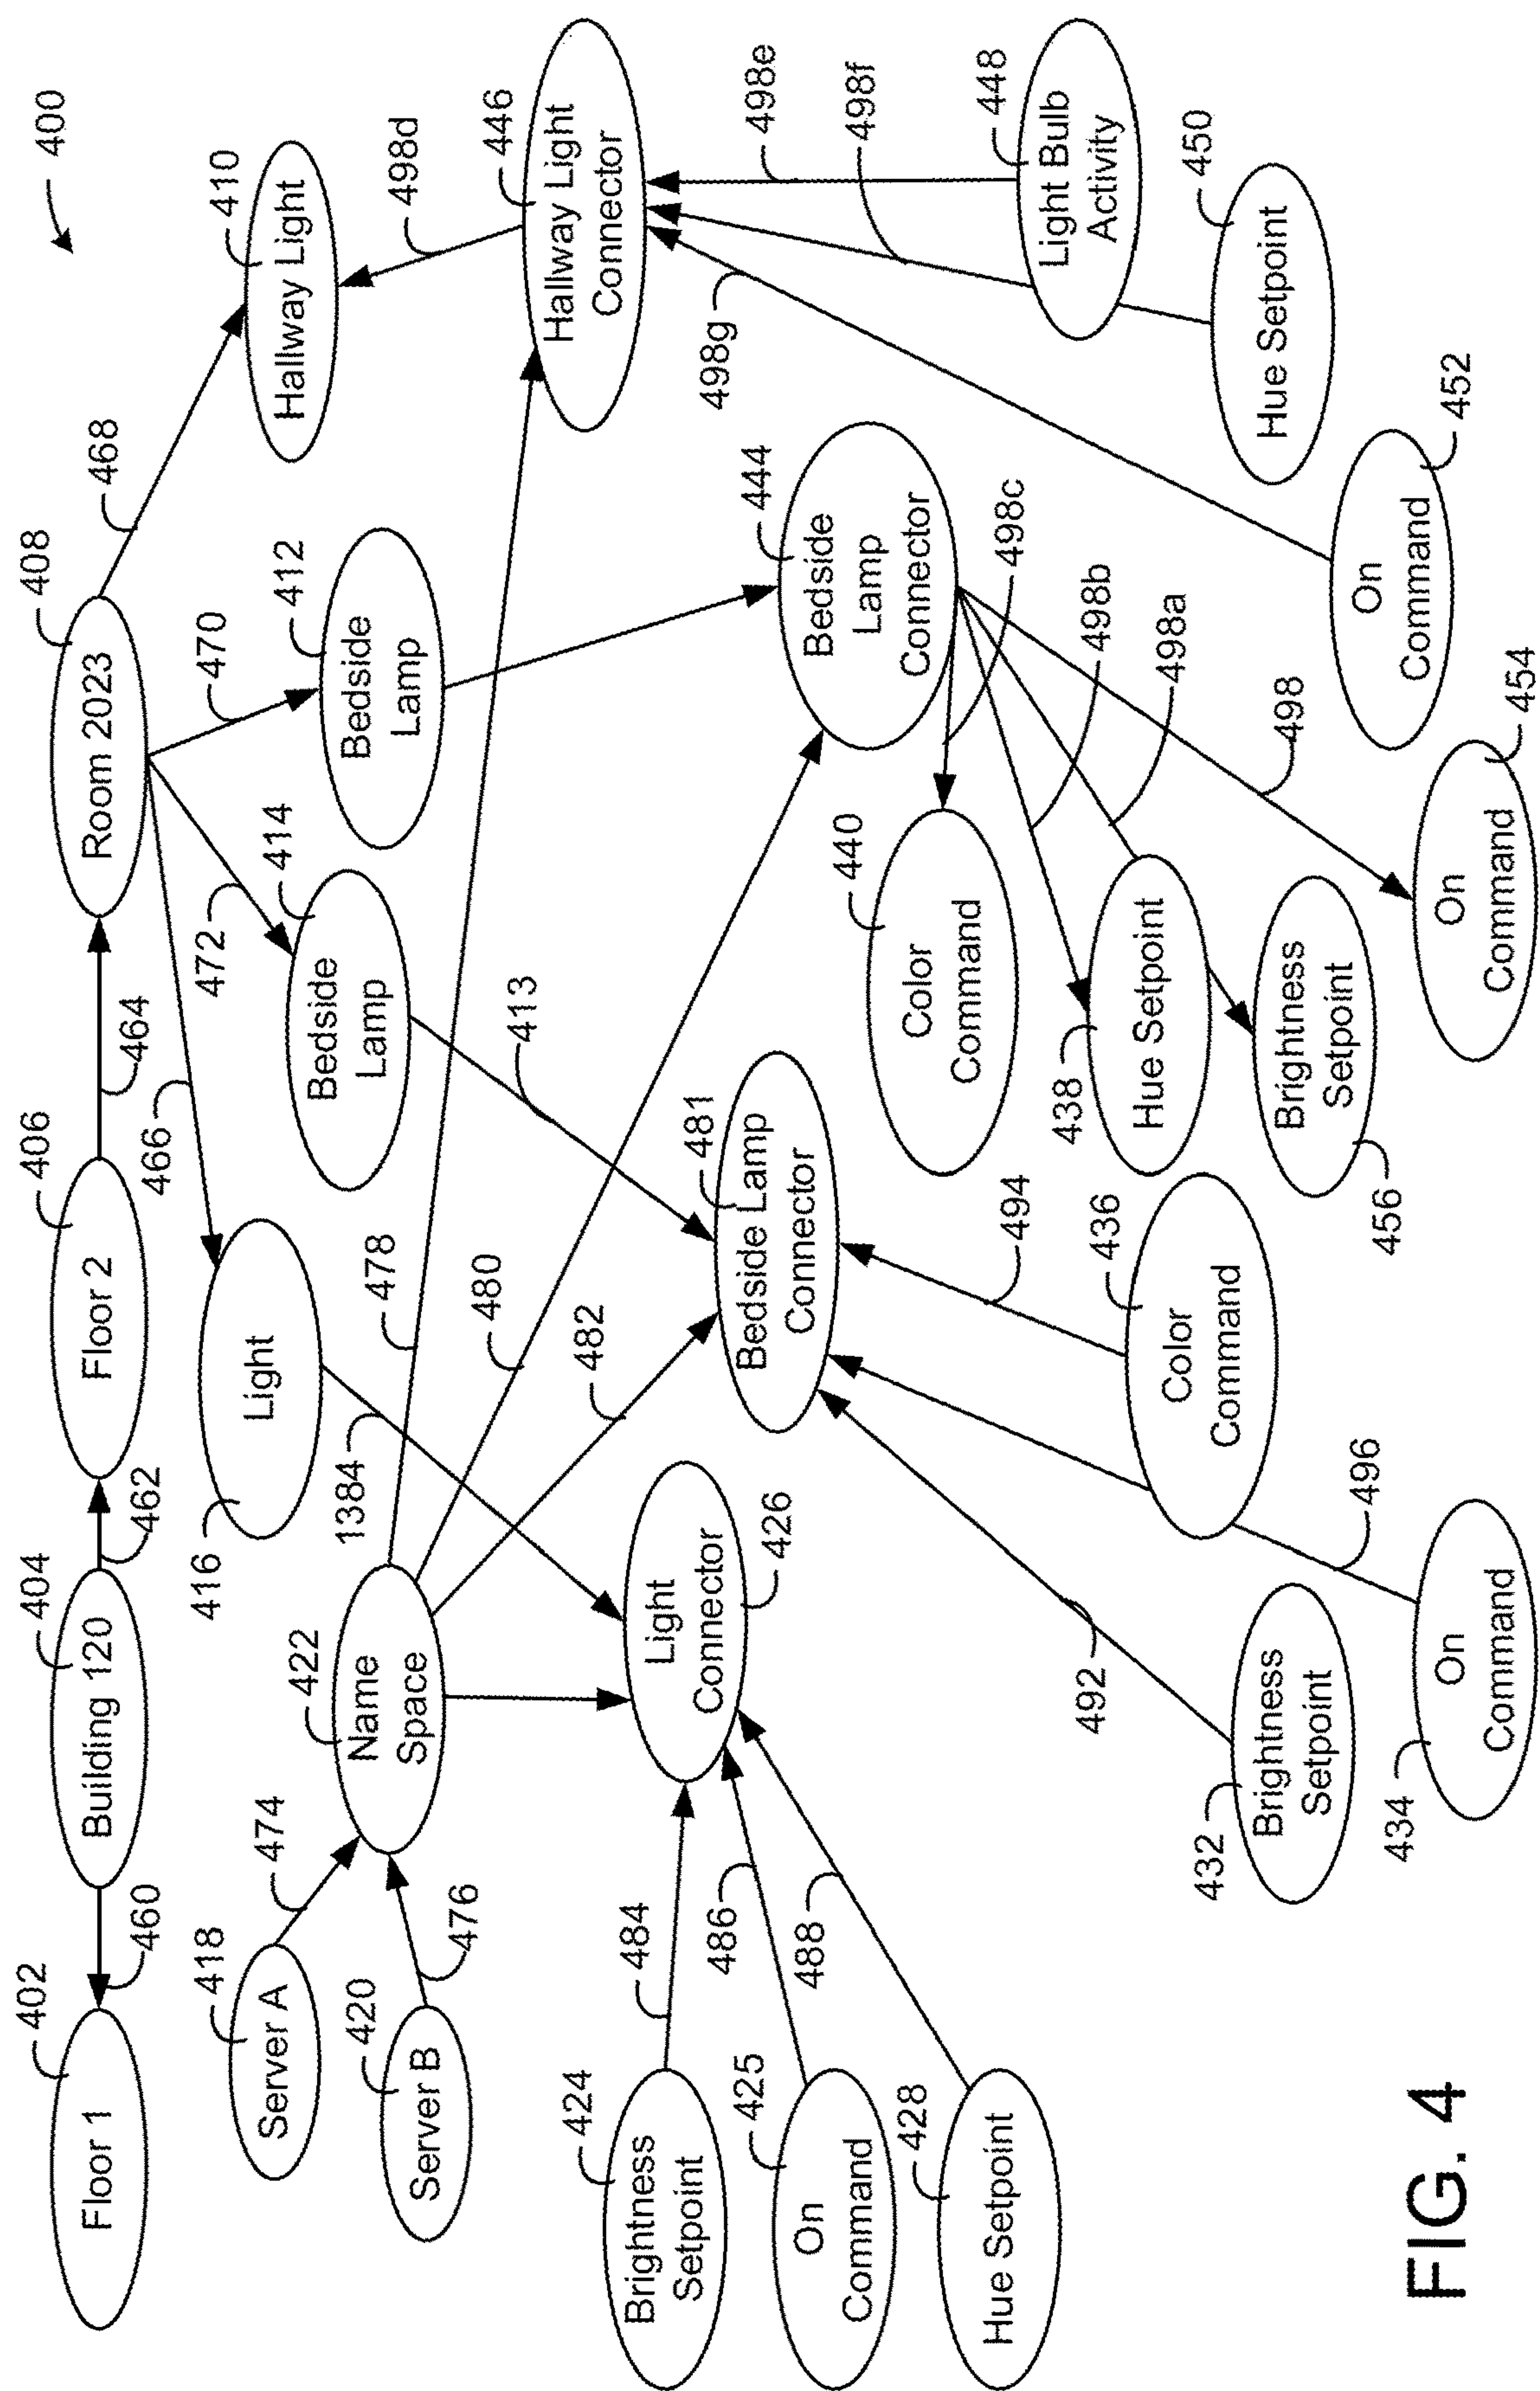 400
402
Floor 1
460
404
Building 120
462
406
Floor 2
464
408
Room 2023
468
410
Hallway Light
466
472
470
418
Server A
474
416
Light
414
Bedside
Lamp
412
Bedside
Lamp
498d
420
Server B
476
422
Name
Space
1384
478
480
482
413
446
Hallway Light
Connector
424
Brightness
Setpoint
484
426
Light
Connector
481
Bedside Lamp
Connector
444
Bedside
Lamp
Connector
498g
498e
498f
425
On
Command
486
488
440
Color
Command
498c
498b
498a
498
448
Light Bulb
Activity
428
Hue Setpoint
492
494
438
Hue Setpoint
436
Color
Command
450
Hue Setpoint
432
Brightness
Setpoint
496
456
Brightness
Setpoint
452
On
Command
434
On
Command
454
On
Command
FIG. 4